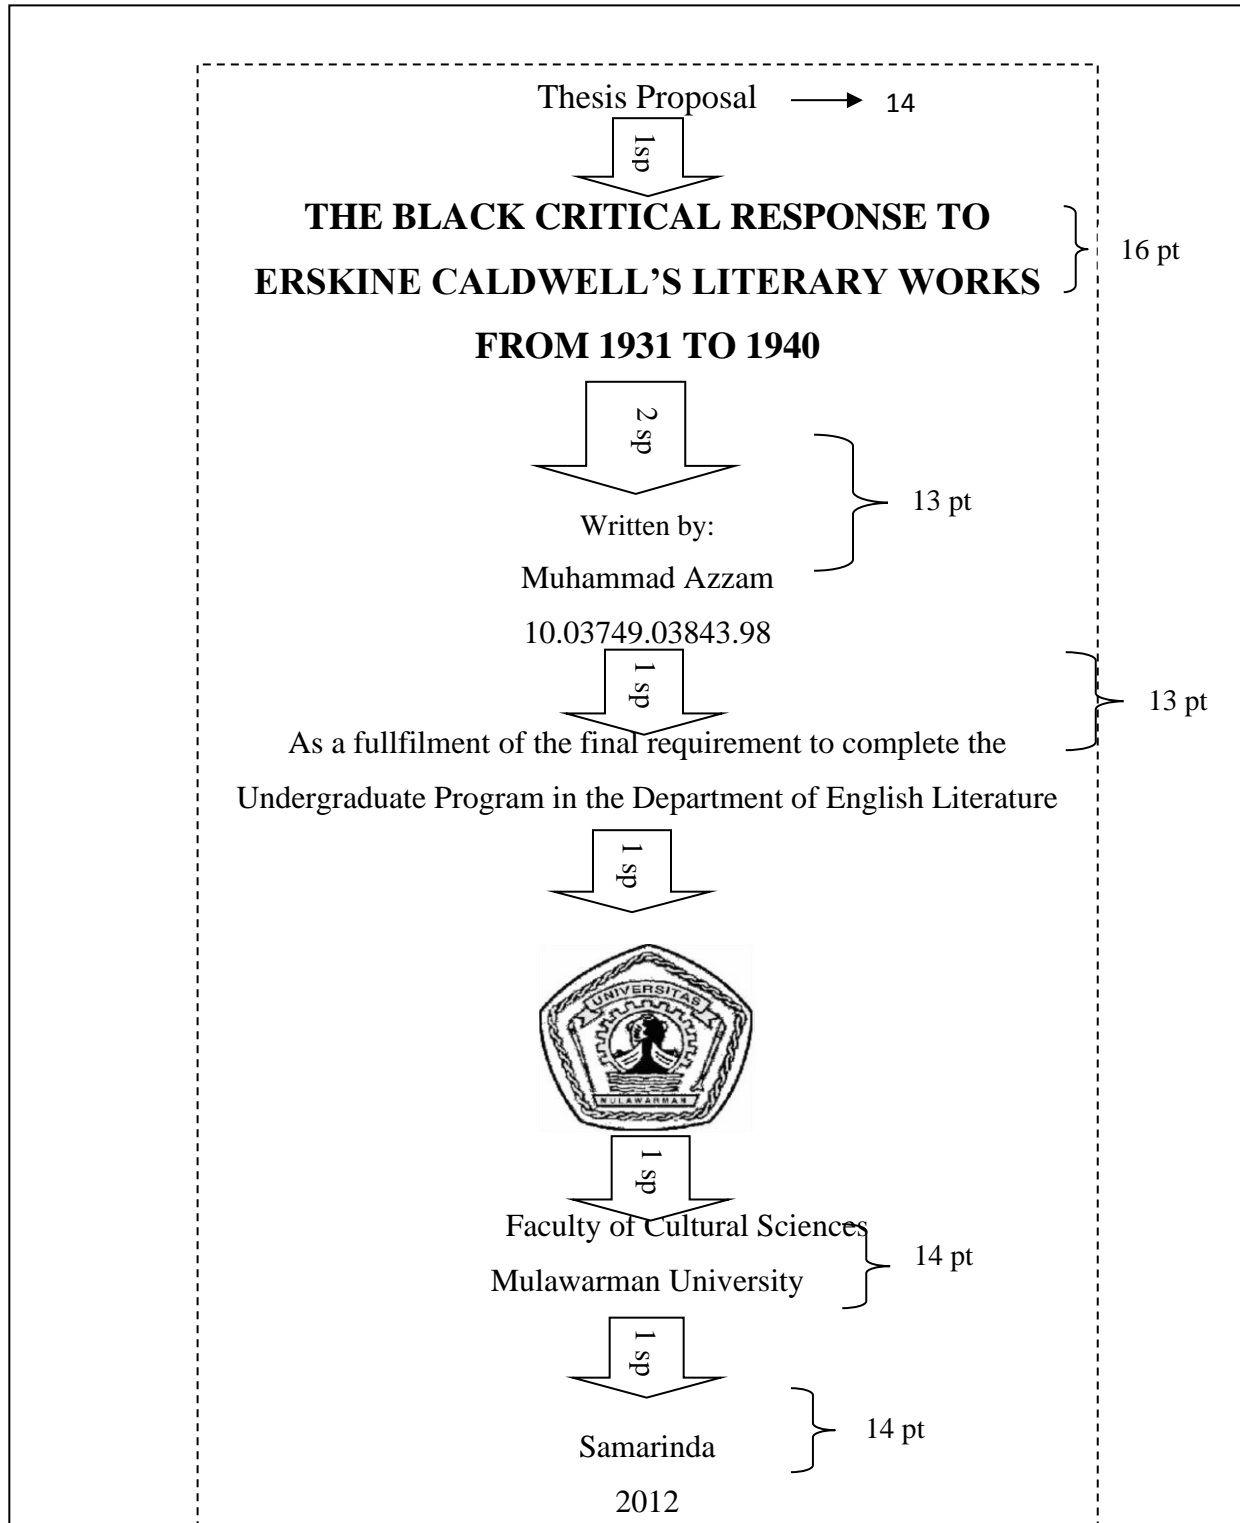 Thesis Proposal 14
1sp
THE BLACK CRITICAL RESPONSE TO
ERSKINE CALDWELL’S LITERARY WORKS
FROM 1931 TO 1940
16 pt
2 sp
13 pt
Written by:
Muhammad Azzam
10.03749.03843.98
1 sp
13 pt
As a fullfilment of the final requirement to complete the
Undergraduate Program in the Department of English Literature
1 sp
UNIVERSITAS
MULAWARMAN
1 sp
Faculty of Cultural Sciences
Mulawarman University
14 pt
1 sp
14 pt
Samarinda
2012